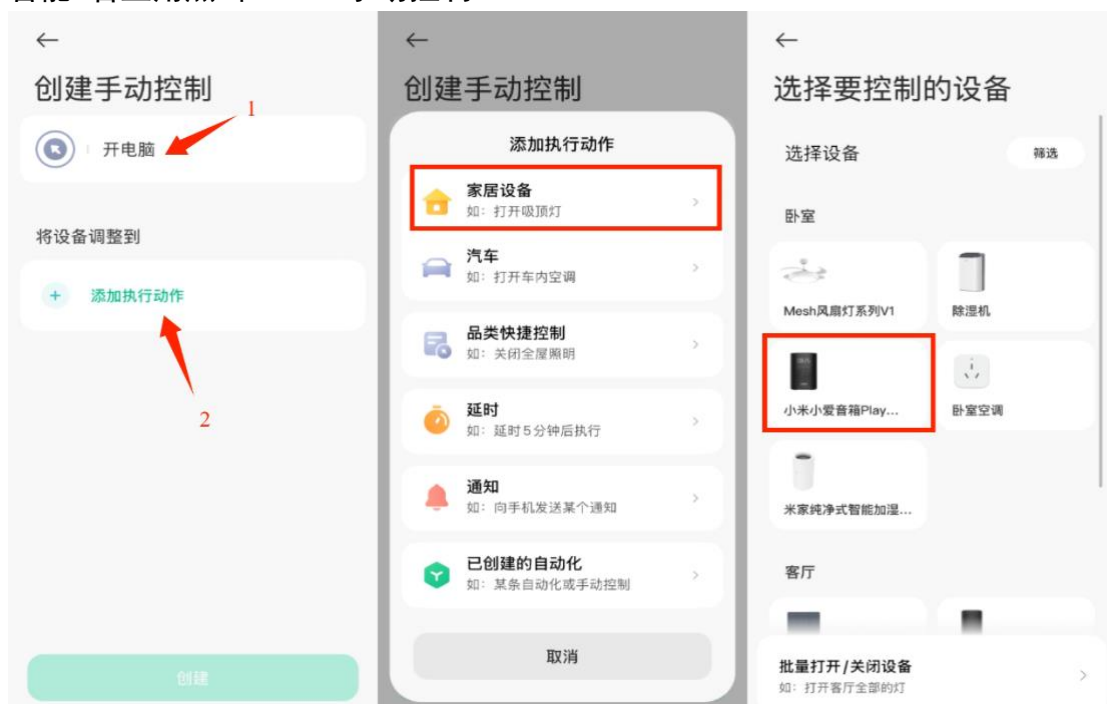 创建手动控制
1
开电脑
将设备调整到
+ 添加执行动作
2
创建
创建手动控制
添加执行动作
家居设备
如：打开吸顶灯
汽车
如：打开车内空调
品类快捷控制
如：关闭全屋照明
延时
如：延时5分钟后执行
通知
如：向手机发送某个通知
已创建的自动化
如：某条自动化或手动控制
取消
选择要控制的设备
选择设备
筛选
卧室
Mesh风扇灯系列V1
除湿机
小米小爱音箱Play...
卧室空调
米家纯净式智能加湿...
客厅
批量打开/关闭设备
如：打开客厅全部的灯